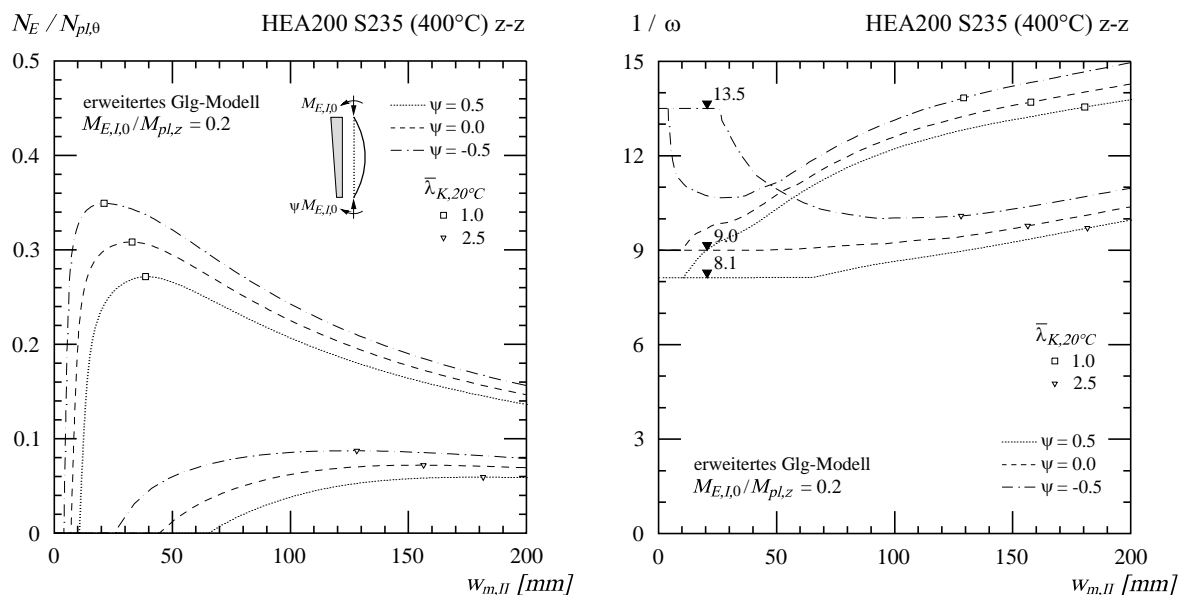 N_E / N_pl,θ HEA200 S235 (400°C) z-z
0.5
0.4
0.3
0.2
0.1
0
erweitertes Glg-Modell
M_E,I,0/M_pl,z = 0.2
M_E,I,0
ψ M_E,I,0
ψ = 0.5
ψ = 0.0
ψ = -0.5
λ̅_K,20°C
1.0
2.5
0 50 100 150 200
w_m,II [mm]
1 / ω HEA200 S235 (400°C) z-z
15
12
9
6
3
0
13.5
9.0
8.1
λ̅_K,20°C
1.0
2.5
ψ = 0.5
ψ = 0.0
ψ = -0.5
erweitertes Glg-Modell
M_E,I,0/M_pl,z = 0.2
0 50 100 150 200
w_m,II [mm]